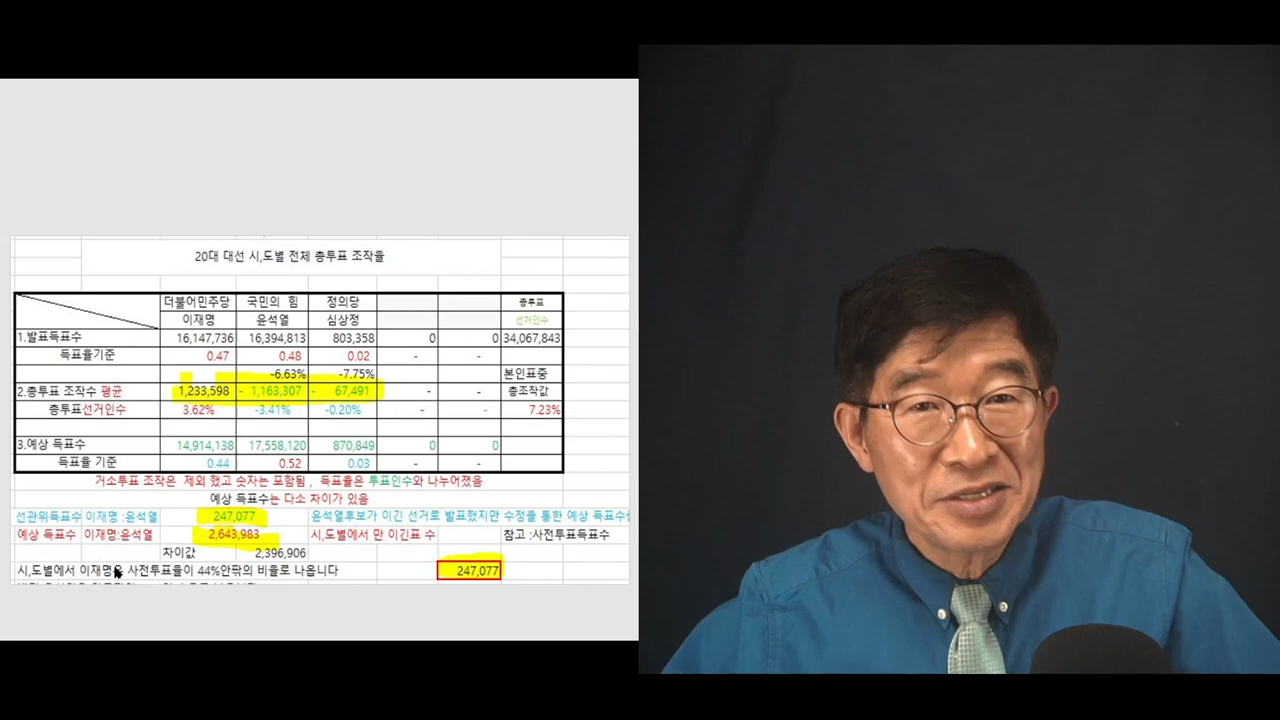 20대 대선 시,도별 전체 총투표 조작율
더불어민주당 국민의 힘 정의당 총투표
이재명 윤석열 심상정 선거인수
1.발표득표수 16,147,736 16,394,813 803,358 0 0 34,067,843
득표율기준 0.47 0.48 0.02 - -
-6.63% -7.75% 본인표중
2.총투표 조작수 평균 1,233,598 - 1,163,307 - 67,491 - - 총조작값
총투표선거인수 3.62% -3.41% -0.20% - - 7.23%
3.예상 득표수 14,914,138 17,558,120 870,849 0 0
득표율 기준 0.44 0.52 0.03 - -
거소투표 조작은 제외 했고 숫자는 포함됨 , 득표율은 투표인수와 나누어졌음
예상 득표수는 다소 차이가 있음
선관위득표수 이재명 :윤석열 247,077 윤석열후보가 이긴 선거로 발표했지만 수정을 통한 예상 득표수
예상 득표수 이재명:윤석열 2,643,983 시,도별에서 만 이긴표 수 참고 :사전투표득표수
차이값 2,396,906
시,도별에서 이재명은 사전투표율이 44%안팎의 비율로 나옵니다 247,077